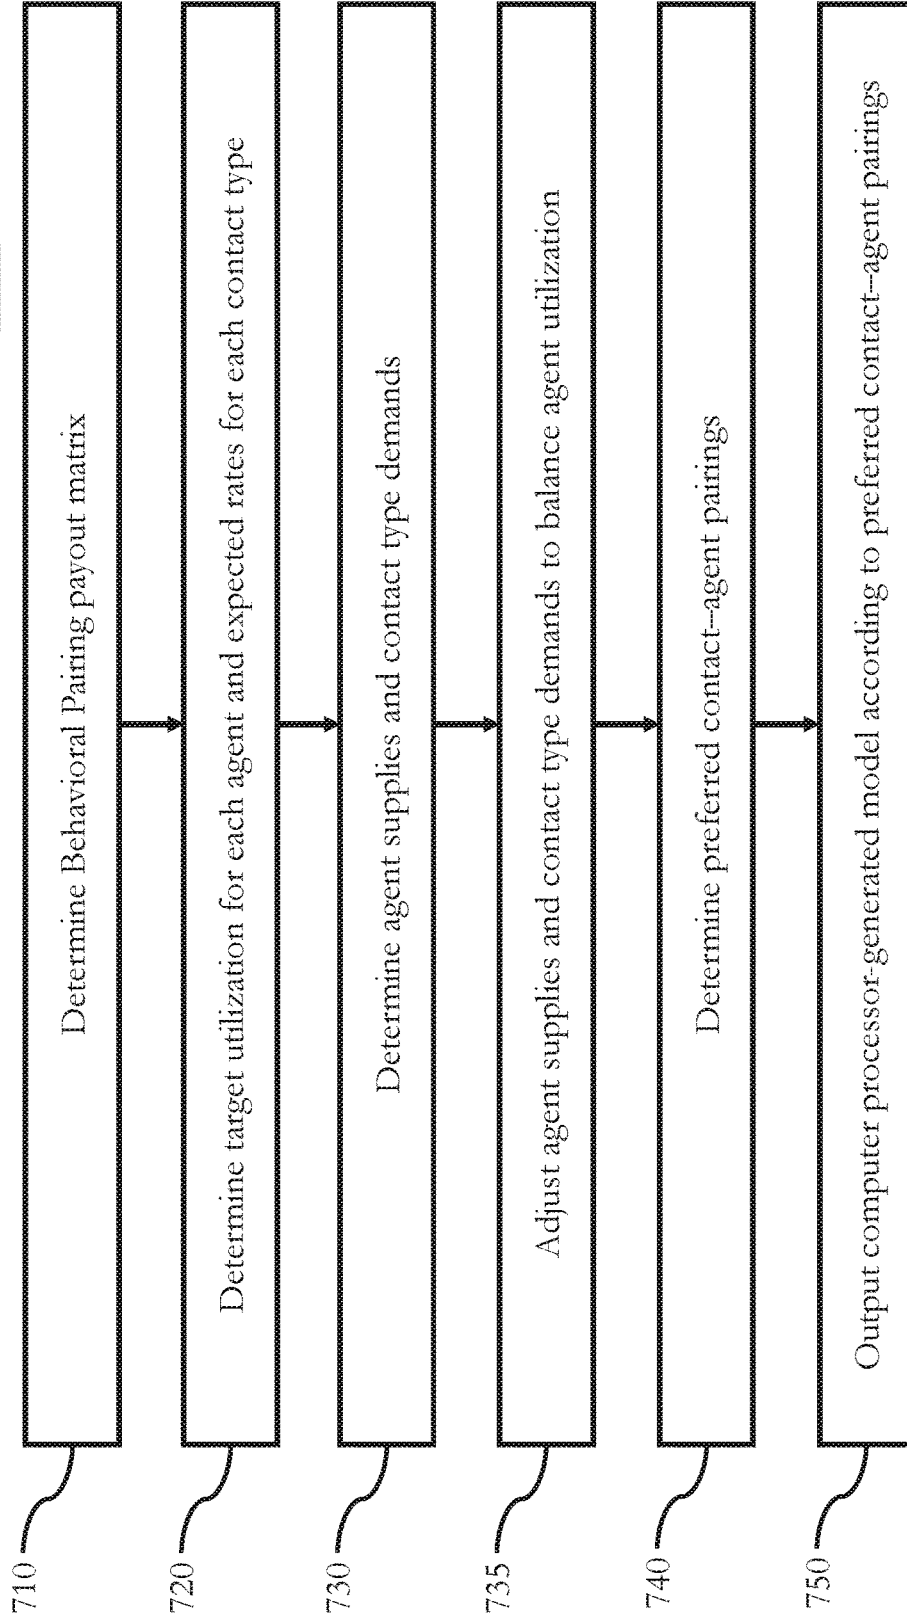 710
Determine Behavioral Pairing payout matrix
720
Determine target utilization for each agent and expected rates for each contact type
730
Determine agent supplies and contact type demands
735
Adjust agent supplies and contact type demands to balance agent utilization
740
Determine preferred contact–agent pairings
750
Output computer processor-generated model according to preferred contact–agent pairings